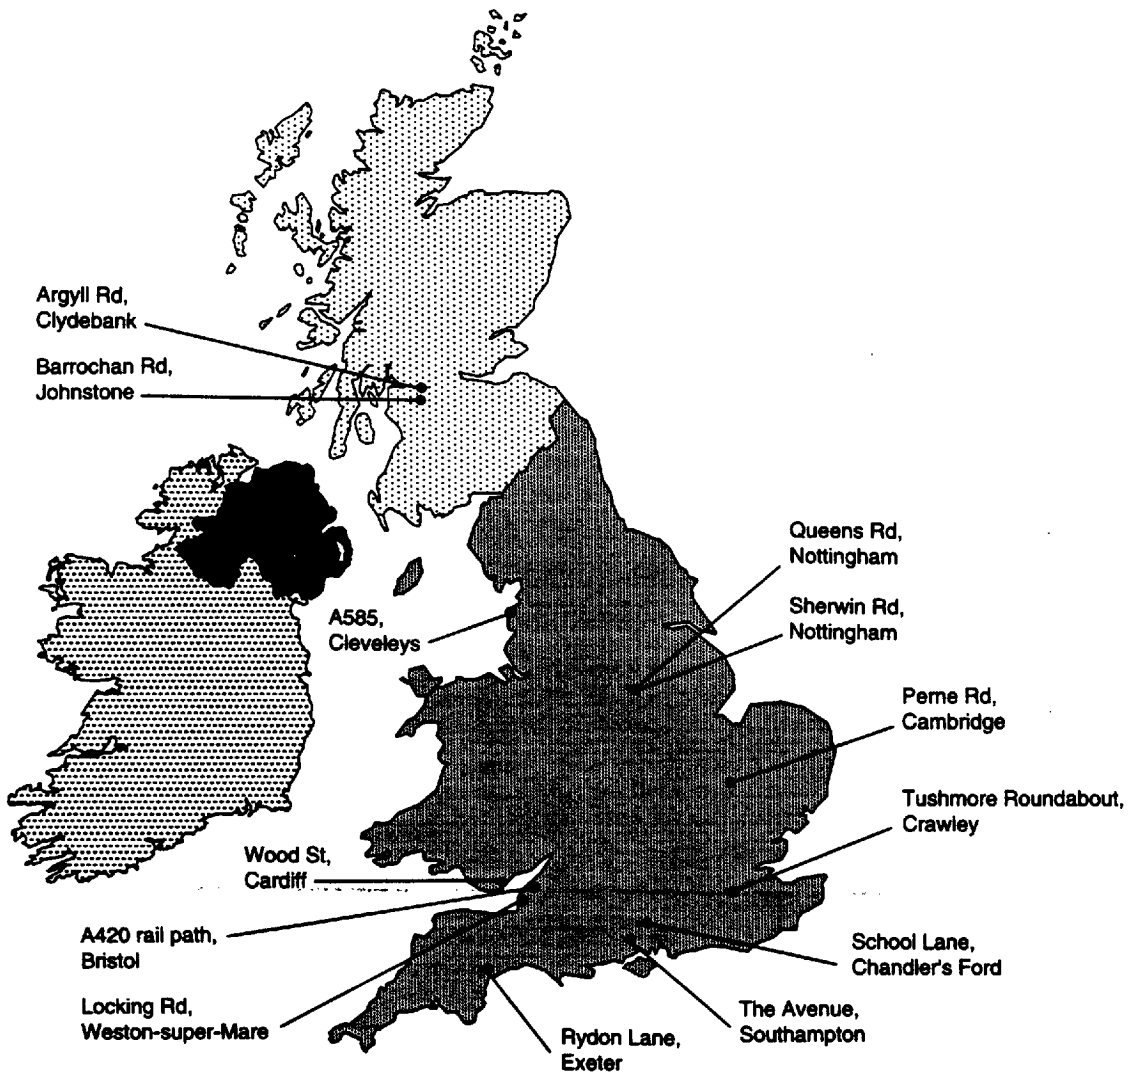 Argyll Rd,
Clydebank
Barrochan Rd,
Johnstone
Queens Rd,
Nottingham
A585,
Cleveleys
Sherwin Rd,
Nottingham
Perne Rd,
Cambridge
Tushmore Roundabout,
Crawley
Wood St,
Cardiff
A420 rail path,
Bristol
School Lane,
Chandler's Ford
Locking Rd,
Weston-super-Mare
The Avenue,
Southampton
Rydon Lane,
Exeter